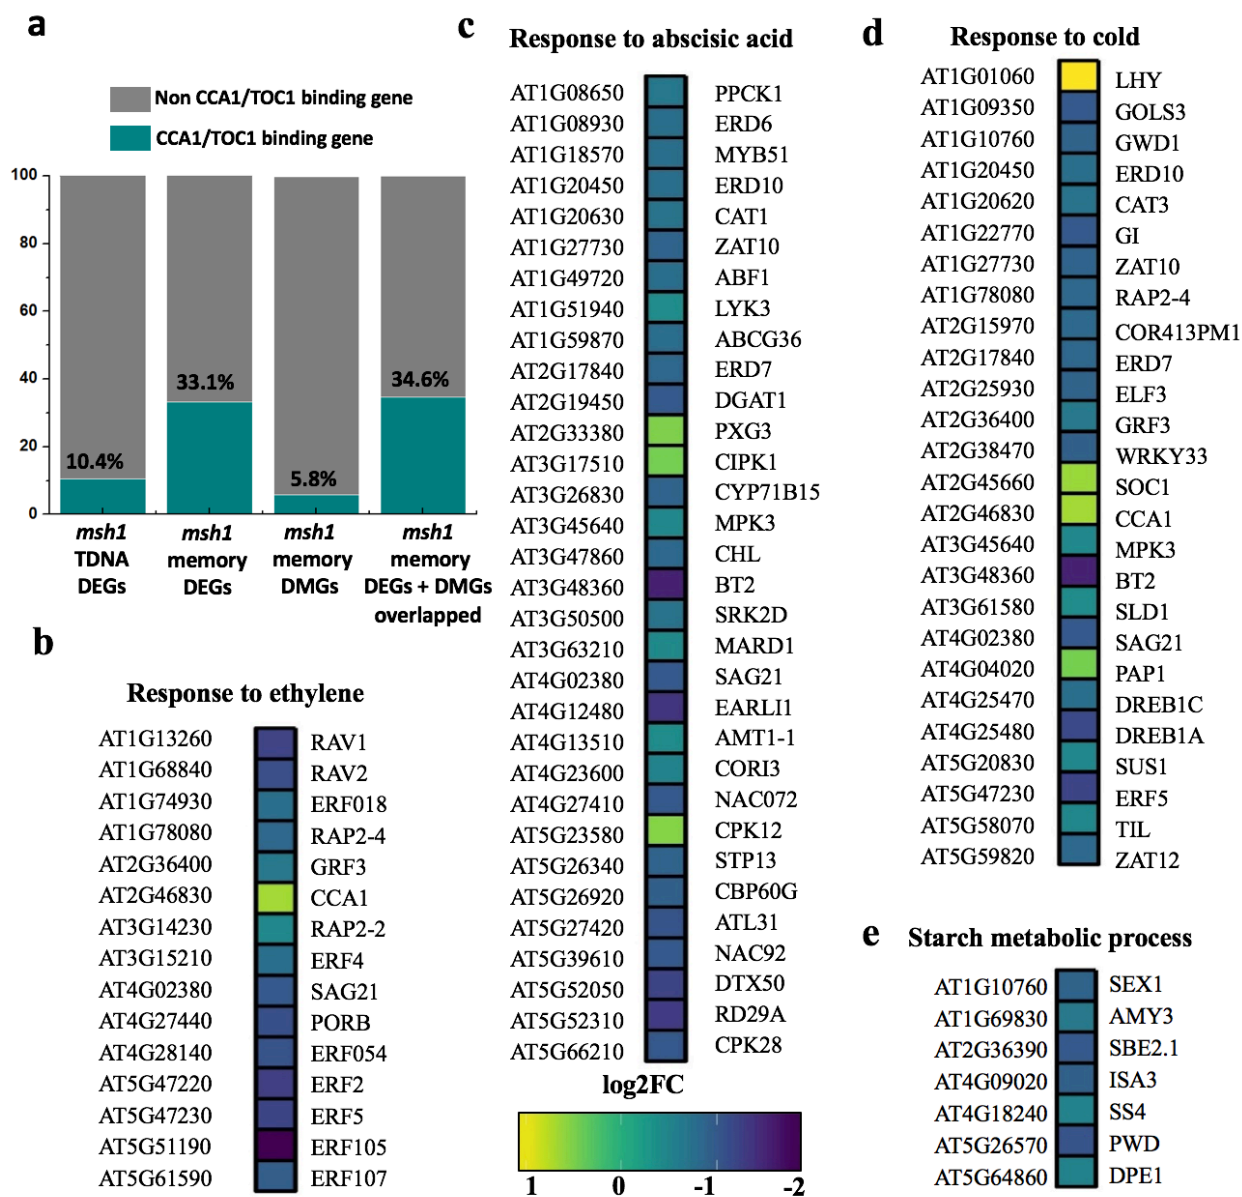 a
Non CCA1/TOC1 binding gene
CCA1/TOC1 binding gene
100
80
60
40
20
0
10.4%
33.1%
5.8%
34.6%
msh1 TDNA DEGs
msh1 memory DEGs
msh1 memory DMGs
msh1 memory DEGs + DMGs overlapped
b
Response to ethylene
AT1G13260 RAV1
AT1G68840 RAV2
AT1G74930 ERF018
AT1G78080 RAP2-4
AT2G36400 GRF3
AT2G46830 CCA1
AT3G14230 RAP2-2
AT3G15210 ERF4
AT4G02380 SAG21
AT4G27440 PORB
AT4G28140 ERF054
AT5G47220 ERF2
AT5G47230 ERF5
AT5G51190 ERF105
AT5G61590 ERF107
c
Response to abscisic acid
AT1G08650 PPCK1
AT1G08930 ERD6
AT1G18570 MYB51
AT1G20450 ERD10
AT1G20630 CAT1
AT1G27730 ZAT10
AT1G49720 ABF1
AT1G51940 LYK3
AT1G59870 ABCG36
AT2G17840 ERD7
AT2G19450 DGAT1
AT2G33380 PXG3
AT3G17510 CIPK1
AT3G26830 CYP71B15
AT3G45640 MPK3
AT3G47860 CHL
AT3G48360 BT2
AT3G50500 SRK2D
AT3G63210 MARD1
AT4G02380 SAG21
AT4G12480 EARLI1
AT4G13510 AMT1-1
AT4G23600 CORI3
AT4G27410 NAC072
AT5G23580 CPK12
AT5G26340 STP13
AT5G26920 CBP60G
AT5G27420 ATL31
AT5G39610 NAC92
AT5G52050 DTX50
AT5G52310 RD29A
AT5G66210 CPK28
log2FC
1 0 -1 -2
d
Response to cold
AT1G01060 LHY
AT1G09350 GOLS3
AT1G10760 GWD1
AT1G20450 ERD10
AT1G20620 CAT3
AT1G22770 GI
AT1G27730 ZAT10
AT1G78080 RAP2-4
AT2G15970 COR413PM1
AT2G17840 ERD7
AT2G25930 ELF3
AT2G36400 GRF3
AT2G38470 WRKY33
AT2G45660 SOC1
AT2G46830 CCA1
AT3G45640 MPK3
AT3G48360 BT2
AT3G61580 SLD1
AT4G02380 SAG21
AT4G04020 PAP1
AT4G25470 DREB1C
AT4G25480 DREB1A
AT5G20830 SUS1
AT5G47230 ERF5
AT5G58070 TIL
AT5G59820 ZAT12
e
Starch metabolic process
AT1G10760 SEX1
AT1G69830 AMY3
AT2G36390 SBE2.1
AT4G09020 ISA3
AT4G18240 SS4
AT5G26570 PWD
AT5G64860 DPE1